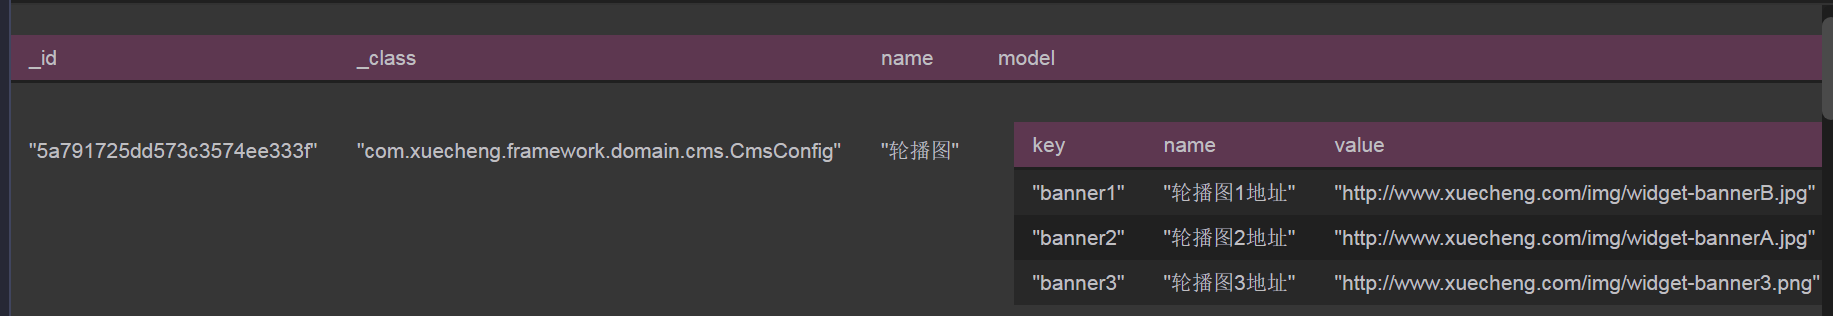 _id _class name model
key name value
"5a791725dd573c3574ee333f" "com.xuecheng.framework.domain.cms.CmsConfig" "轮播图"
"banner1" "轮播图1地址" "http://www.xuecheng.com/img/widget-bannerB.jpg"
"banner2" "轮播图2地址" "http://www.xuecheng.com/img/widget-bannerA.jpg"
"banner3" "轮播图3地址" "http://www.xuecheng.com/img/widget-banner3.png"